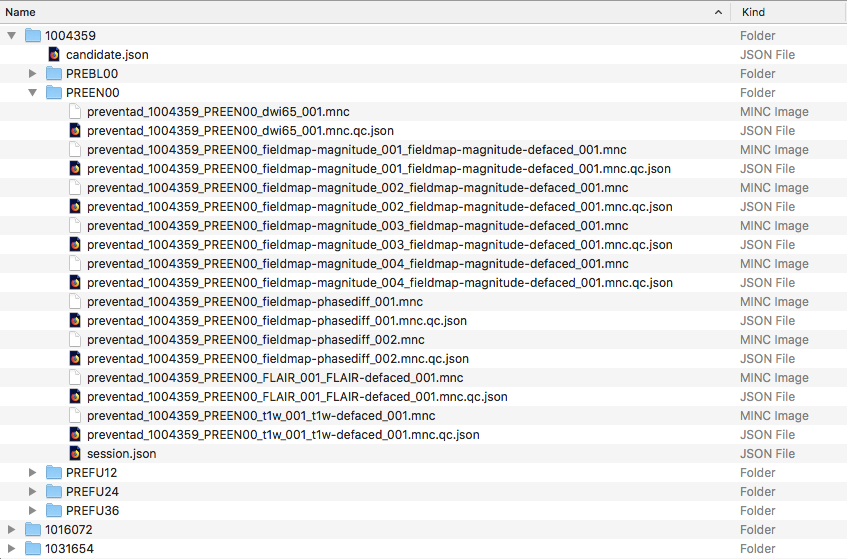 Name Kind
1004359 Folder
candidate.json JSON File
PREBL00 Folder
PREEN00 Folder
preventad_1004359_PREEN00_dwi65_001.mnc MINC Image
preventad_1004359_PREEN00_dwi65_001.mnc.qc.json JSON File
preventad_1004359_PREEN00_fieldmap-magnitude_001_fieldmap-magnitude-defaced_001.mnc MINC Image
preventad_1004359_PREEN00_fieldmap-magnitude_001_fieldmap-magnitude-defaced_001.mnc.qc.json JSON File
preventad_1004359_PREEN00_fieldmap-magnitude_002_fieldmap-magnitude-defaced_001.mnc MINC Image
preventad_1004359_PREEN00_fieldmap-magnitude_002_fieldmap-magnitude-defaced_001.mnc.qc.json JSON File
preventad_1004359_PREEN00_fieldmap-magnitude_003_fieldmap-magnitude-defaced_001.mnc MINC Image
preventad_1004359_PREEN00_fieldmap-magnitude_003_fieldmap-magnitude-defaced_001.mnc.qc.json JSON File
preventad_1004359_PREEN00_fieldmap-magnitude_004_fieldmap-magnitude-defaced_001.mnc MINC Image
preventad_1004359_PREEN00_fieldmap-magnitude_004_fieldmap-magnitude-defaced_001.mnc.qc.json JSON File
preventad_1004359_PREEN00_fieldmap-phasediff_001.mnc MINC Image
preventad_1004359_PREEN00_fieldmap-phasediff_001.mnc.qc.json JSON File
preventad_1004359_PREEN00_fieldmap-phasediff_002.mnc MINC Image
preventad_1004359_PREEN00_fieldmap-phasediff_002.mnc.qc.json JSON File
preventad_1004359_PREEN00_FLAIR_001_FLAIR-defaced_001.mnc MINC Image
preventad_1004359_PREEN00_FLAIR_001_FLAIR-defaced_001.mnc.qc.json JSON File
preventad_1004359_PREEN00_t1w_001_t1w-defaced_001.mnc MINC Image
preventad_1004359_PREEN00_t1w_001_t1w-defaced_001.mnc.qc.json JSON File
session.json JSON File
PREFU12 Folder
PREFU24 Folder
PREFU36 Folder
1016072 Folder
1031654 Folder